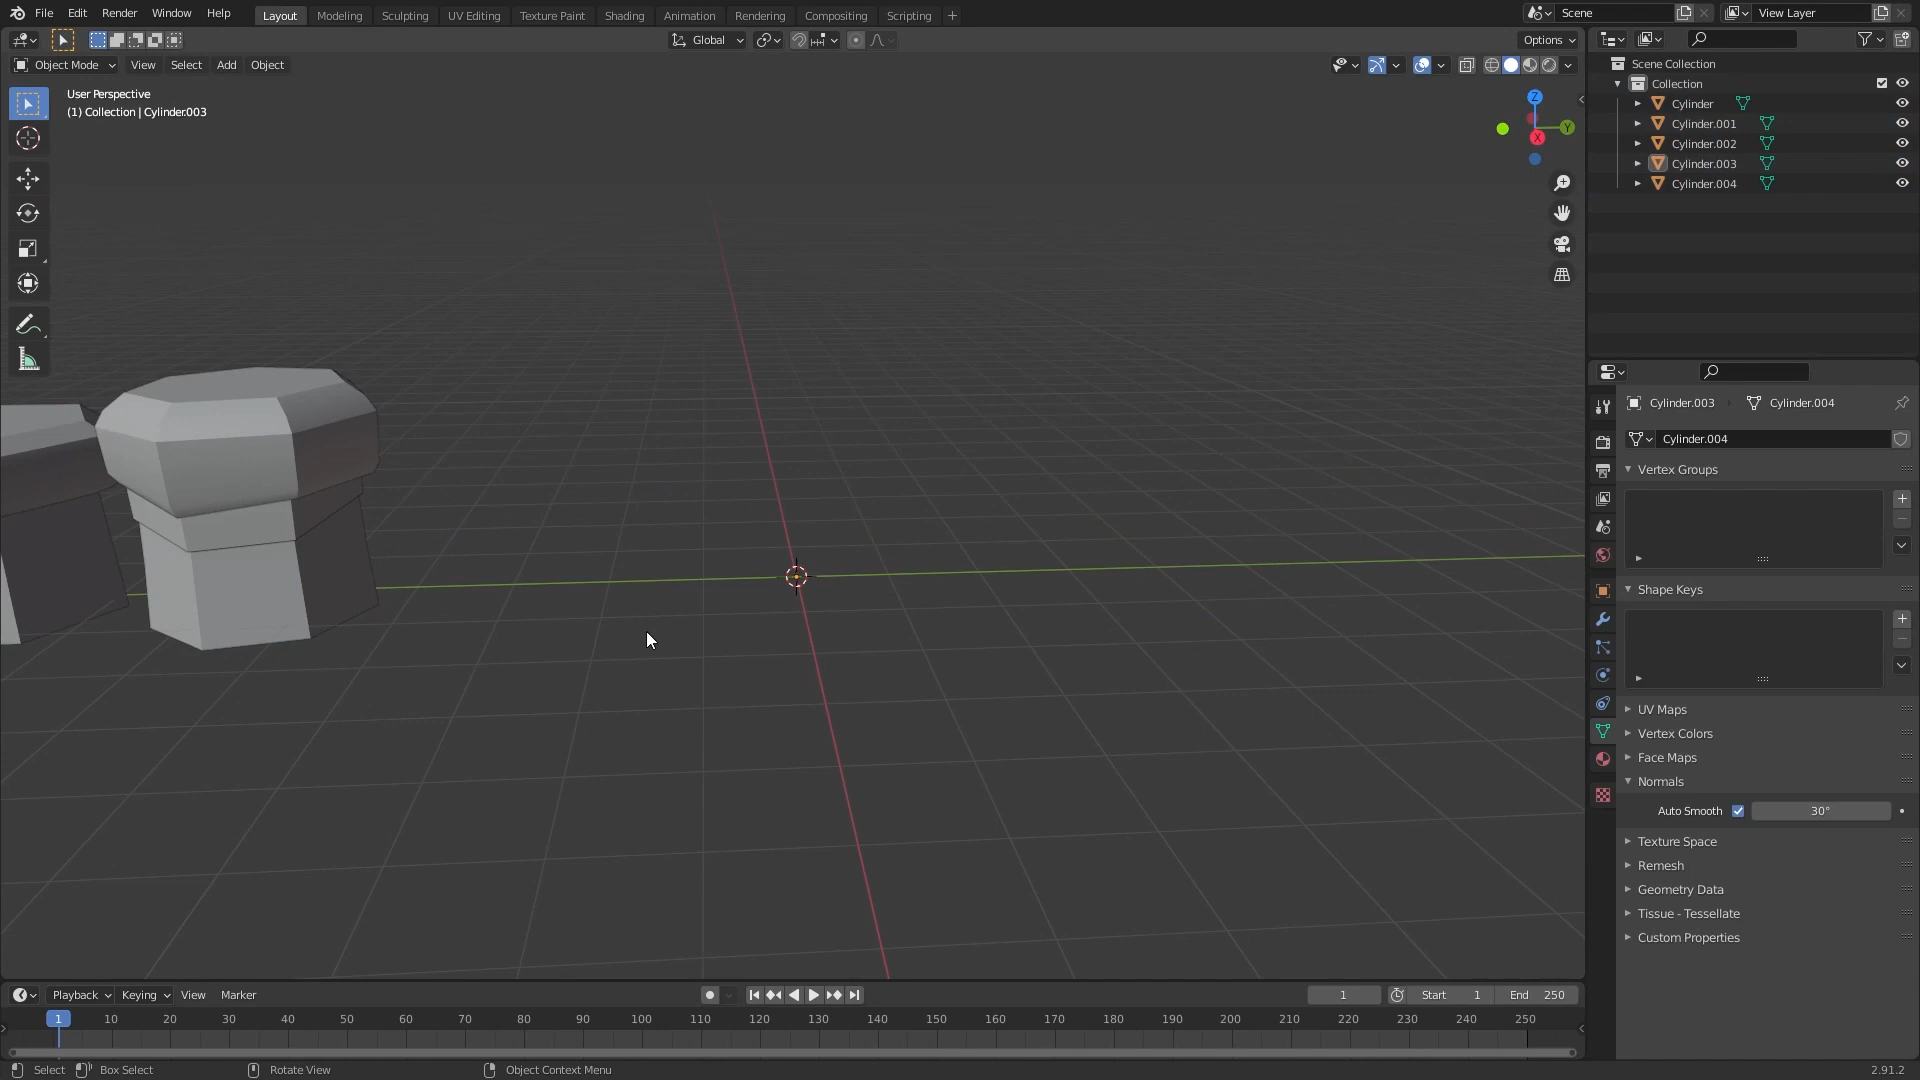 File Edit Render Window Help Layout Modeling Sculpting UV Editing Texture Paint Shading Animation Rendering Compositing Scripting + Scene View Layer
Global Options
Object Mode View Select Add Object
User Perspective
(1) Collection | Cylinder.003
Z
Y
X
Scene Collection
Collection
Cylinder
Cylinder.001
Cylinder.002
Cylinder.003
Cylinder.004
Cylinder.003 Cylinder.004
Cylinder.004
Vertex Groups
Shape Keys
UV Maps
Vertex Colors
Face Maps
Normals
Auto Smooth 30°
Texture Space
Remesh
Geometry Data
Tissue - Tessellate
Custom Properties
Playback Keying View Marker 1 Start 1 End 250
1 10 20 30 40 50 60 70 80 90 100 110 120 130 140 150 160 170 180 190 200 210 220 230 240 250
Select Box Select Rotate View Object Context Menu 2.91.2